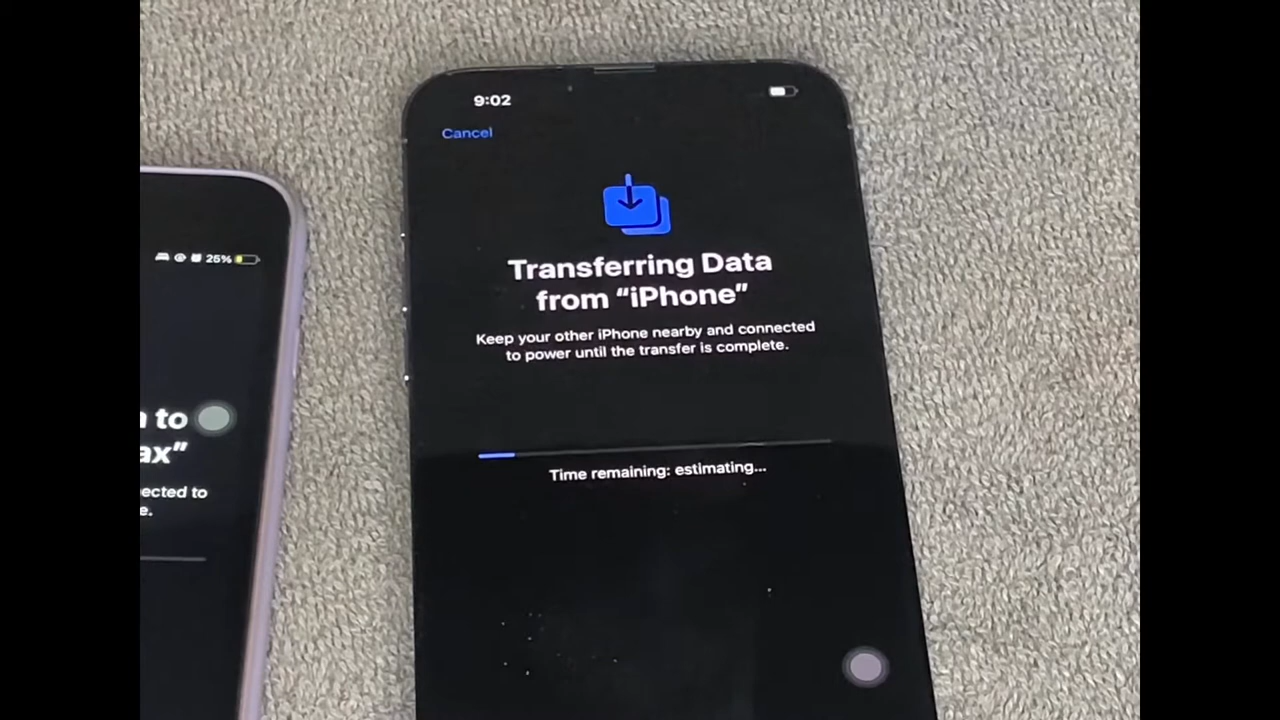 9:02
Cancel
Transferring Data
from “iPhone”
Keep your other iPhone nearby and connected
to power until the transfer is complete.
Time remaining: estimating...
25%
to
ax”
ected to
e.